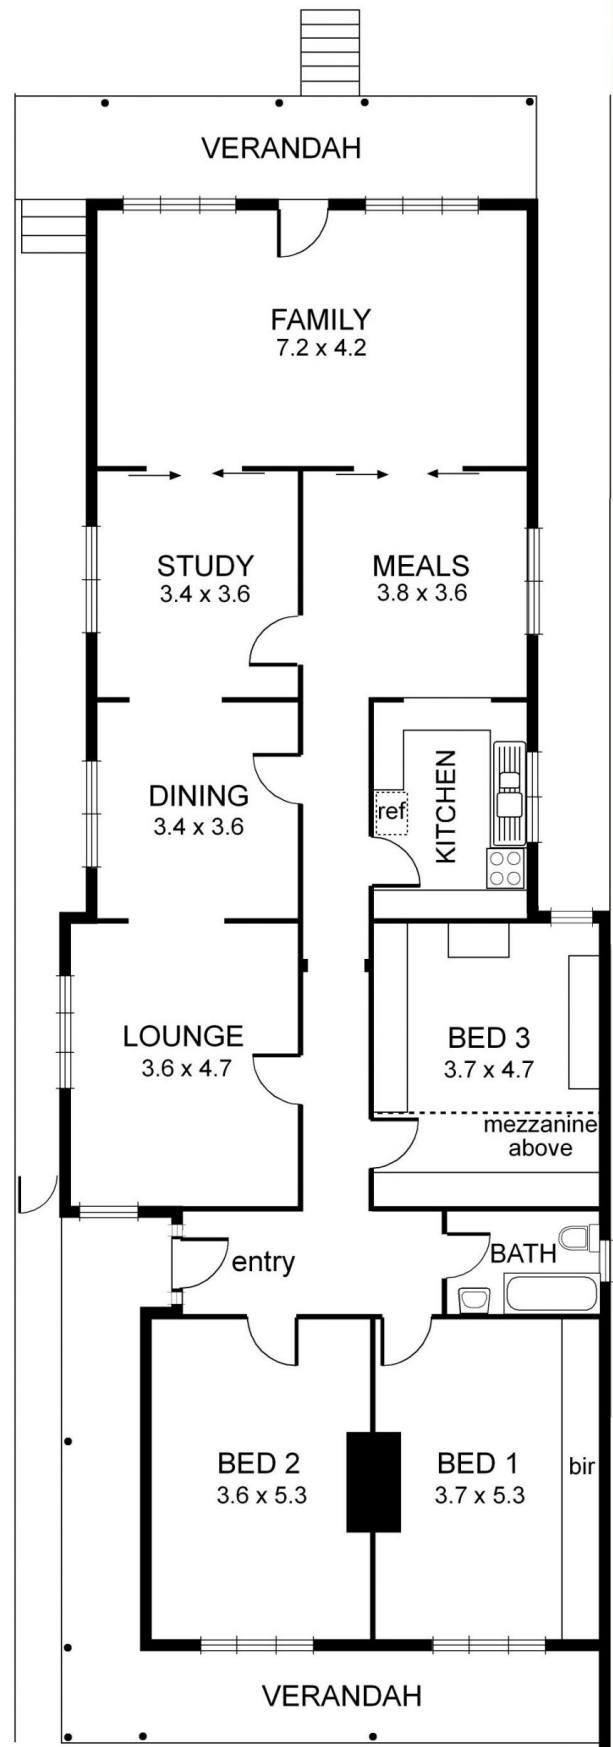 VERANDAH
FAMILY
7.2 x 4.2
STUDY
3.4 x 3.6
MEALS
3.8 x 3.6
DINING
3.4 x 3.6
ref
KITCHEN
LOUNGE
3.6 x 4.7
BED 3
3.7 x 4.7
mezzanine
above
entry
BATH
BED 2
3.6 x 5.3
BED 1
3.7 x 5.3
bir
VERANDAH